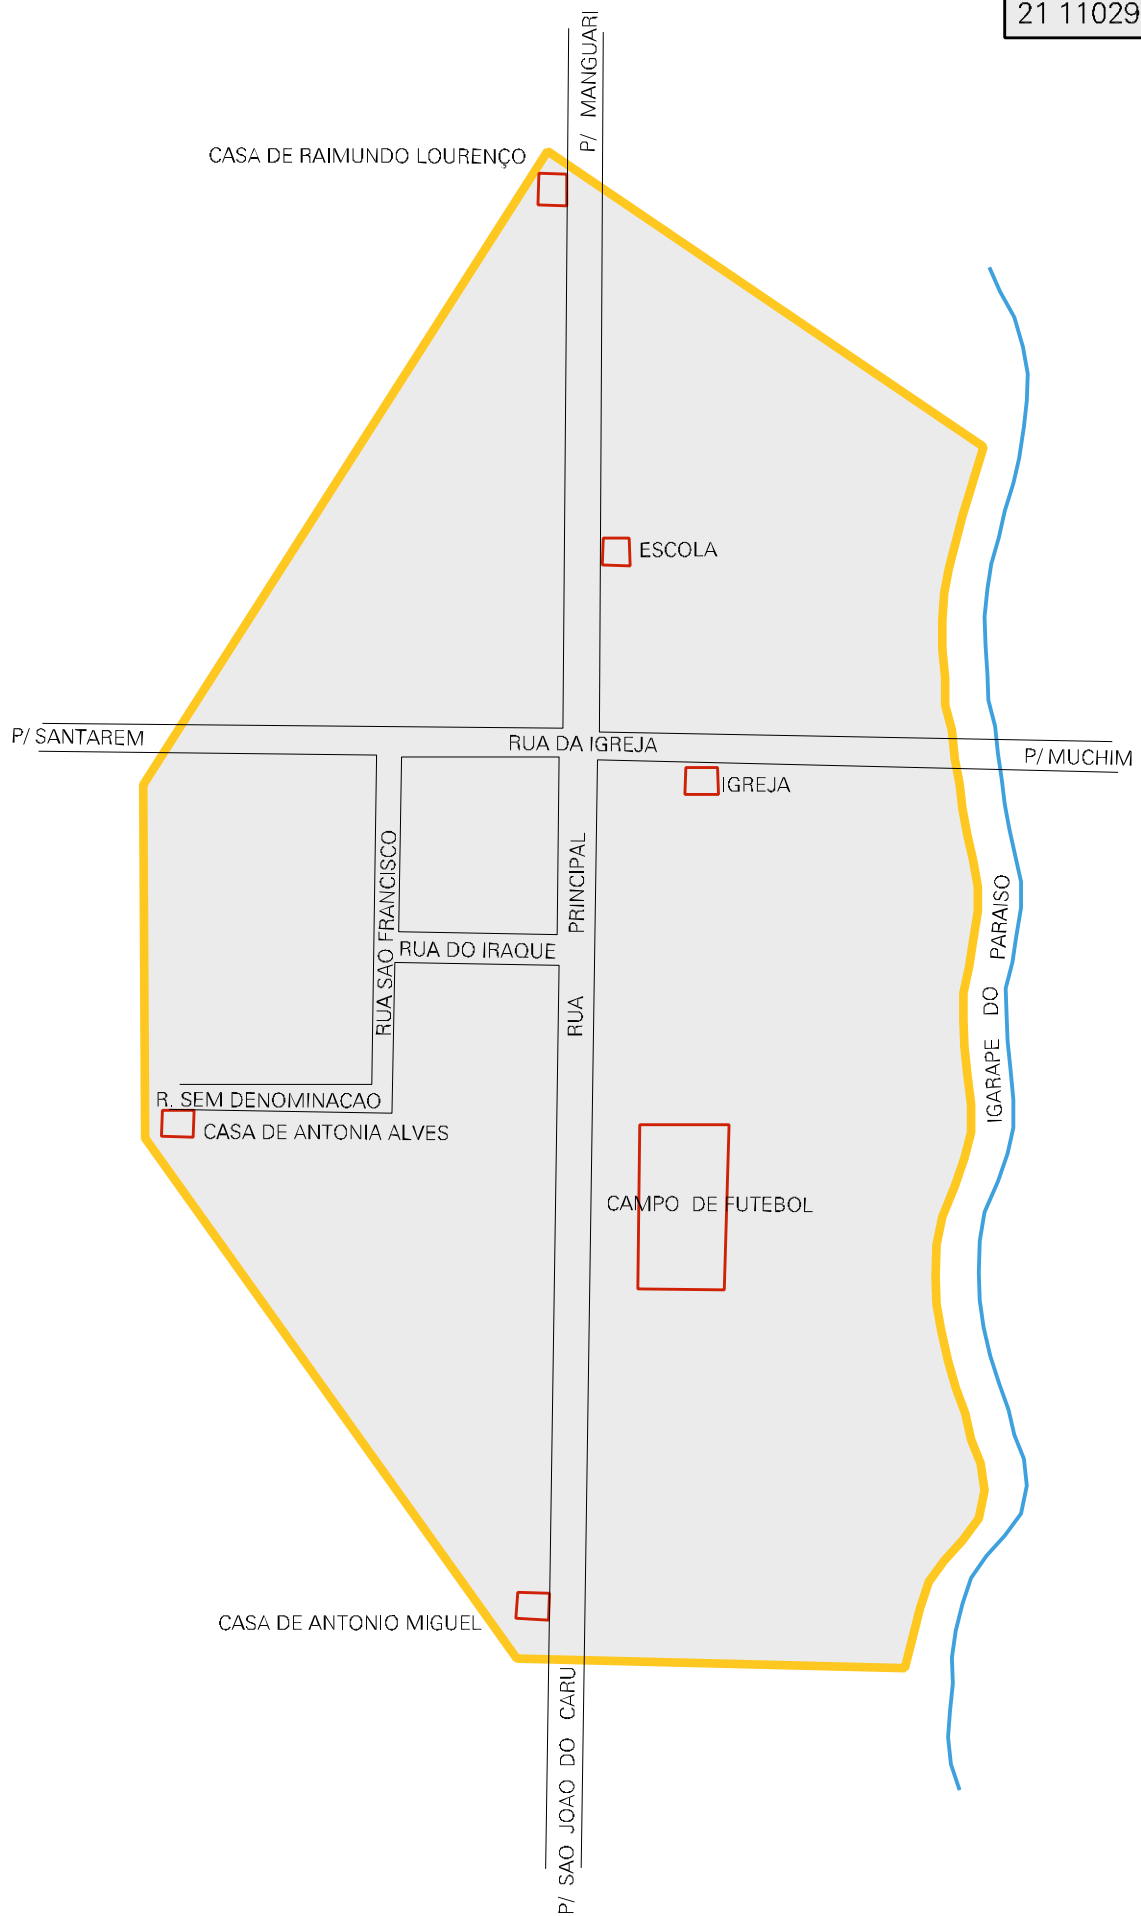 21 11029
P/ MANGUARI
CASA DE RAIMUNDO LOURENÇO
ESCOLA
P/ SANTAREM
RUA DA IGREJA
P/ MUCHIM
IGREJA
RUA SAO FRANCISCO
RUA PRINCIPAL
RUA DO IRAQUE
IGARAPE DO PARAISO
R. SEM DENOMINACAO
CASA DE ANTONIA ALVES
CAMPO DE FUTEBOL
CASA DE ANTONIO MIGUEL
P/ SAO JOAO DO CARU